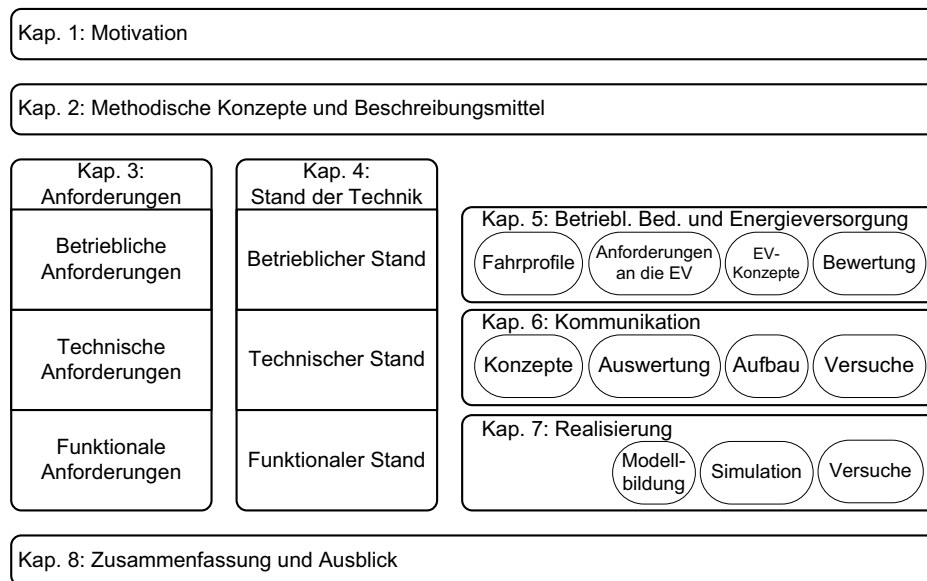 Kap. 1: Motivation
Kap. 2: Methodische Konzepte und Beschreibungsmittel
Kap. 3:
Anforderungen
Betriebliche
Anforderungen
Technische
Anforderungen
Funktionale
Anforderungen
Kap. 4:
Stand der Technik
Betrieblicher Stand
Technischer Stand
Funktionaler Stand
Kap. 5: Betriebl. Bed. und Energieversorgung
Fahrprofile
Anforderungen
an die EV
EV-
Konzepte
Bewertung
Kap. 6: Kommunikation
Konzepte
Auswertung
Aufbau
Versuche
Kap. 7: Realisierung
Modell-
bildung
Simulation
Versuche
Kap. 8: Zusammenfassung und Ausblick